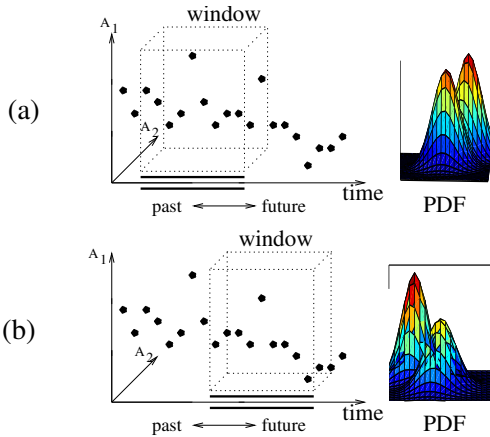 window
A1
(a)
A2
time
past
future
PDF
window
A1
(b)
A2
time
past
future
PDF